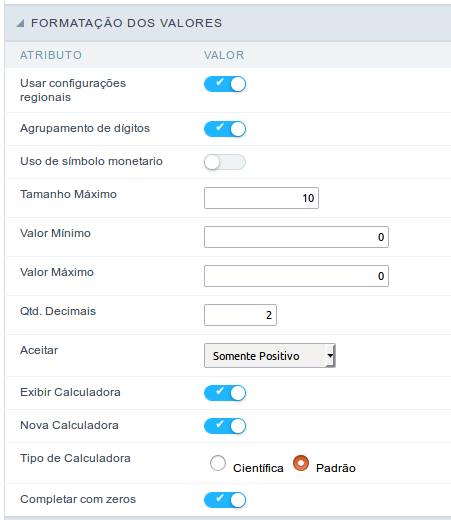 FORMATAÇÃO DOS VALORES
ATRIBUTO VALOR
Usar configurações
regionais
Agrupamento de dígitos
Uso de símbolo monetario
Tamanho Máximo 10
Valor Mínimo 0
Valor Máximo 0
Qtd. Decimais 2
Aceitar Somente Positivo
Exibir Calculadora
Nova Calculadora
Tipo de Calculadora Científica Padrão
Completar com zeros